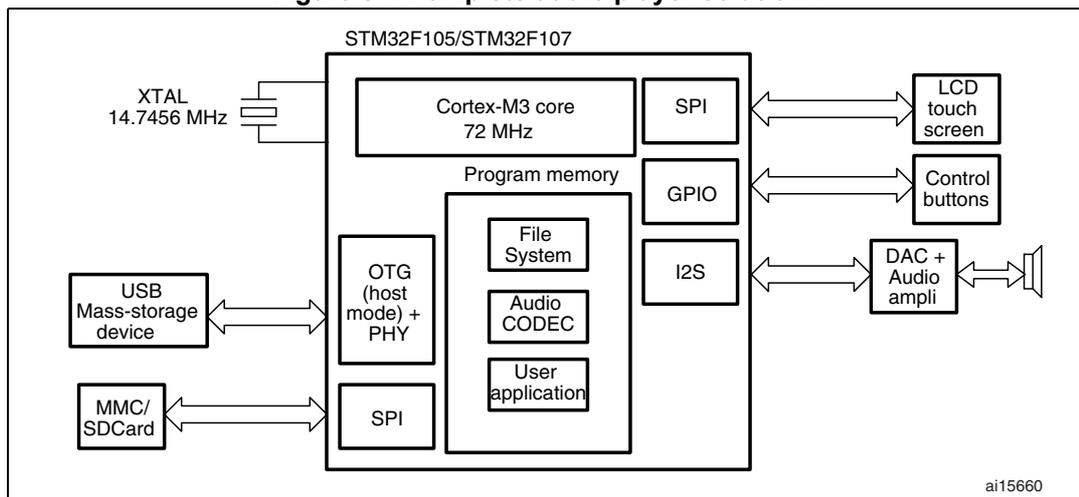 STM32F105/STM32F107
XTAL
14.7456 MHz
Cortex-M3 core
72 MHz
SPI
LCD
touch
screen
Program memory
GPIO
Control
buttons
File
System
OTG
(host
mode) +
PHY
I2S
DAC +
Audio
ampli
USB
Mass-storage
device
Audio
CODEC
User
application
MMC/
SDCard
SPI
ai15660